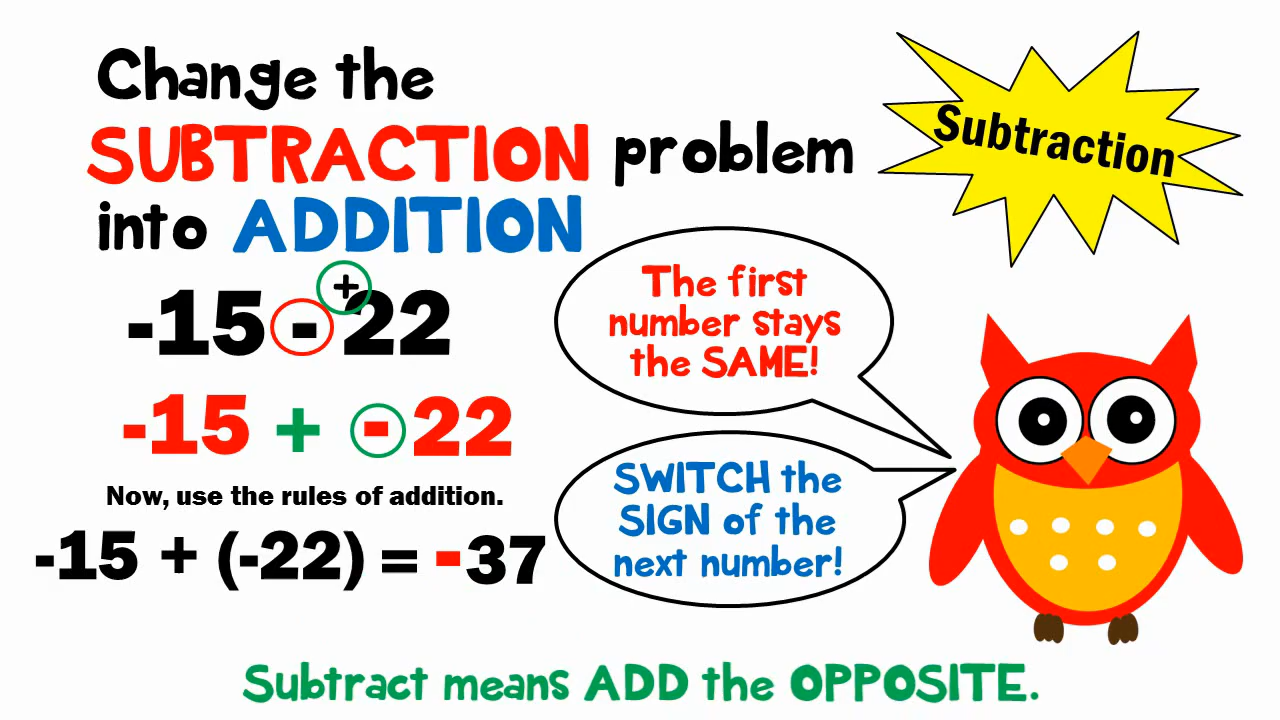 Change the
SUBTRACTION problem
into ADDITION
Subtraction
+
-15 - 22
-15 + -22
Now, use the rules of addition.
-15 + (-22) = -37
The first
number stays
the SAME!
SWITCH the
SIGN of the
next number!
Subtract means ADD the OPPOSITE.